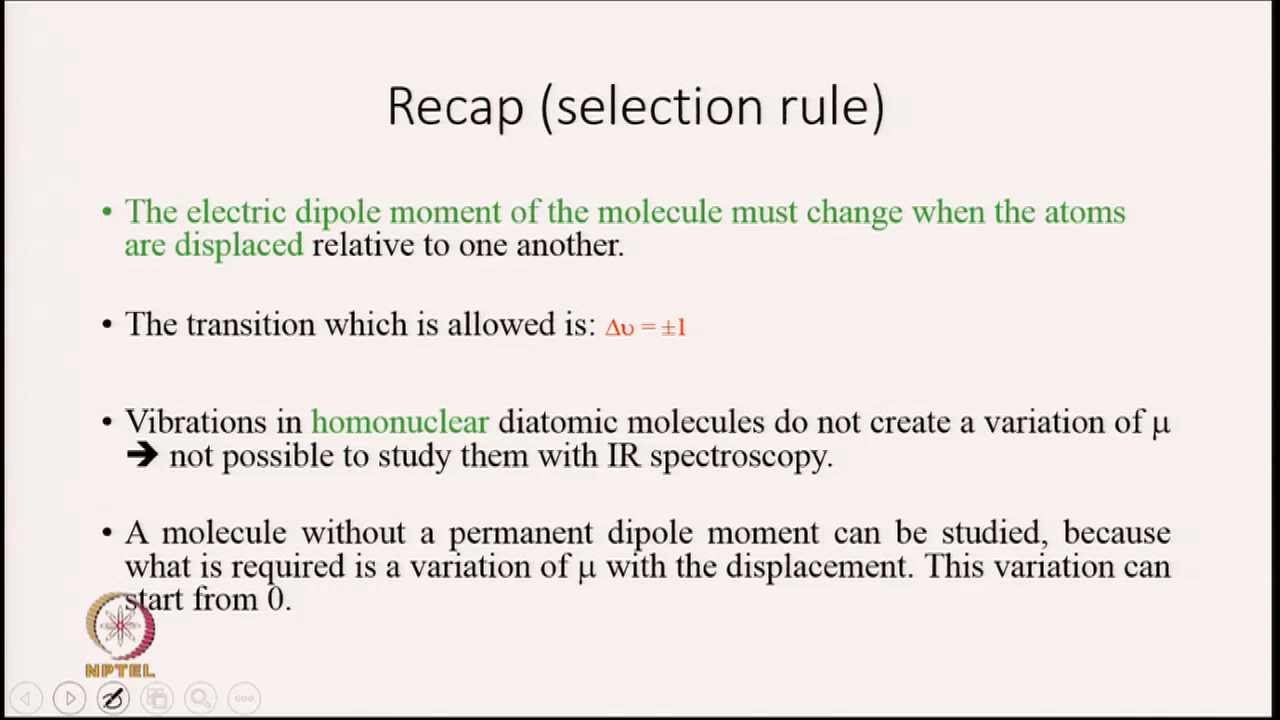 Recap (selection rule)
• The electric dipole moment of the molecule must change when the atoms
are displaced relative to one another.
• The transition which is allowed is: Δυ = ±1
• Vibrations in homonuclear diatomic molecules do not create a variation of μ
➔ not possible to study them with IR spectroscopy.
• A molecule without a permanent dipole moment can be studied, because
what is required is a variation of μ with the displacement. This variation can
start from 0.
NPTEL